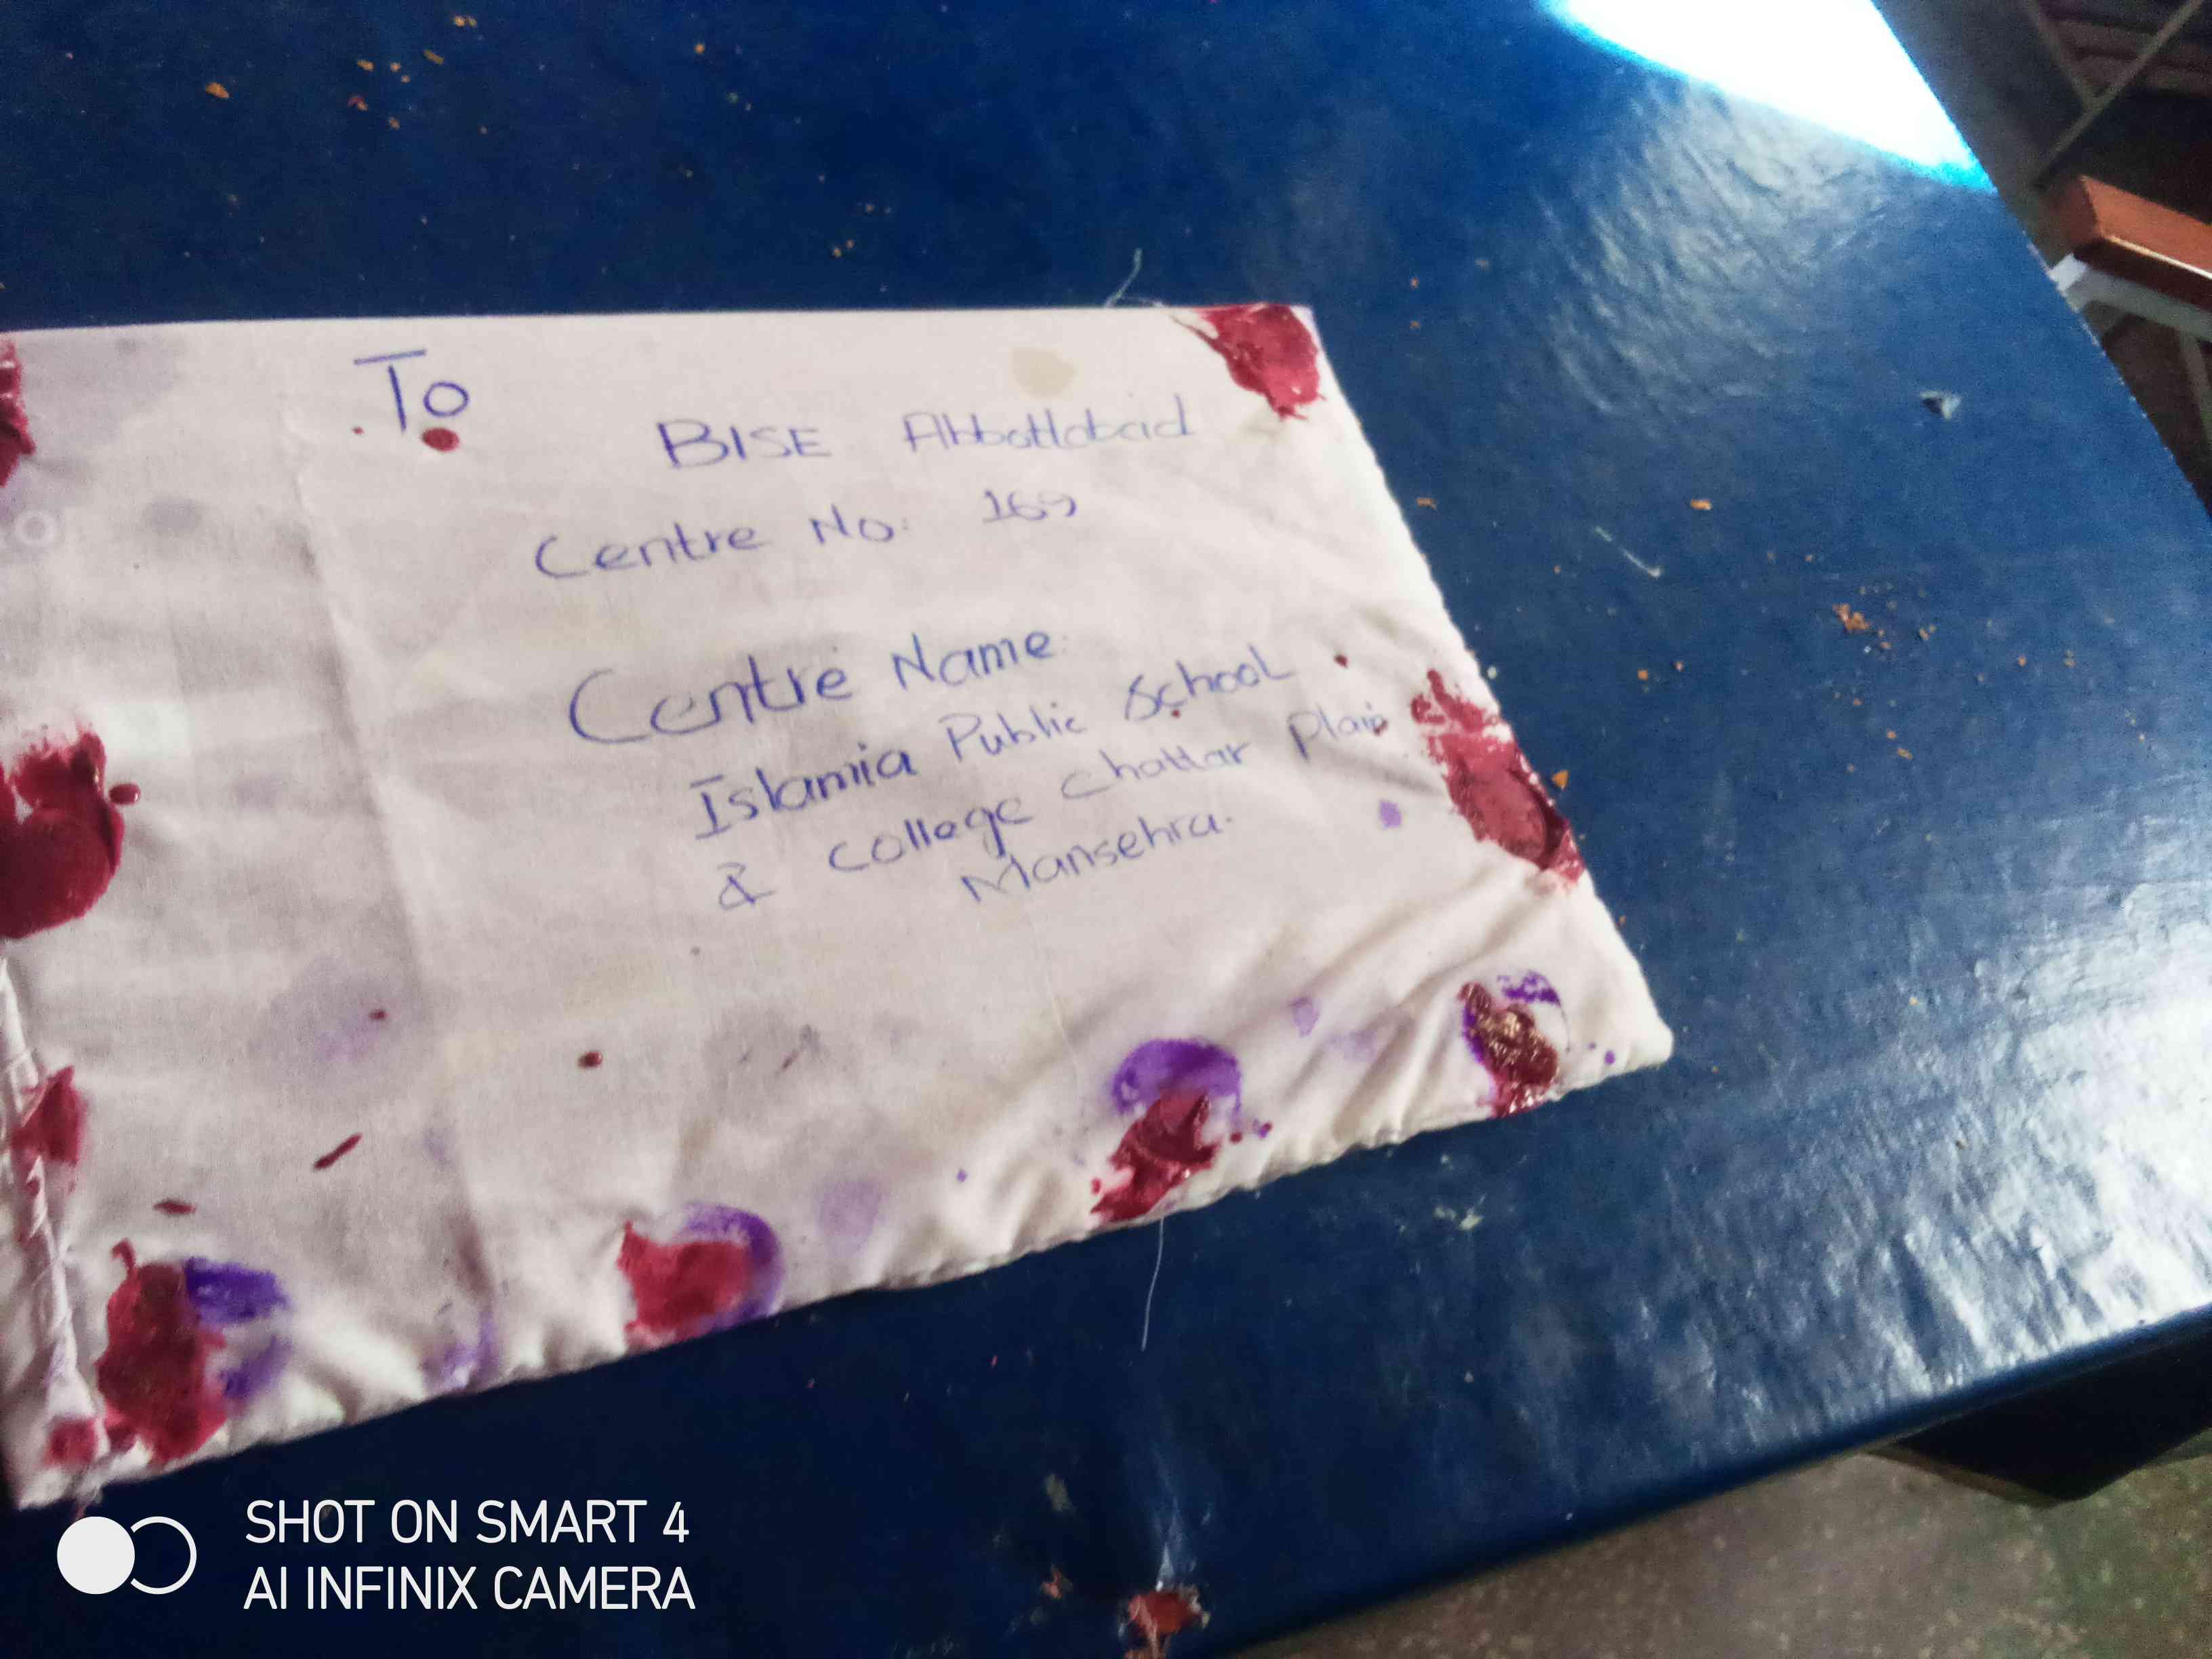 To
BISE Abbottabad
Centre No: 169
Centre Name:
Islamia Public School
& College Chattar Plain
Mansehra.
SHOT ON SMART 4
AI INFINIX CAMERA